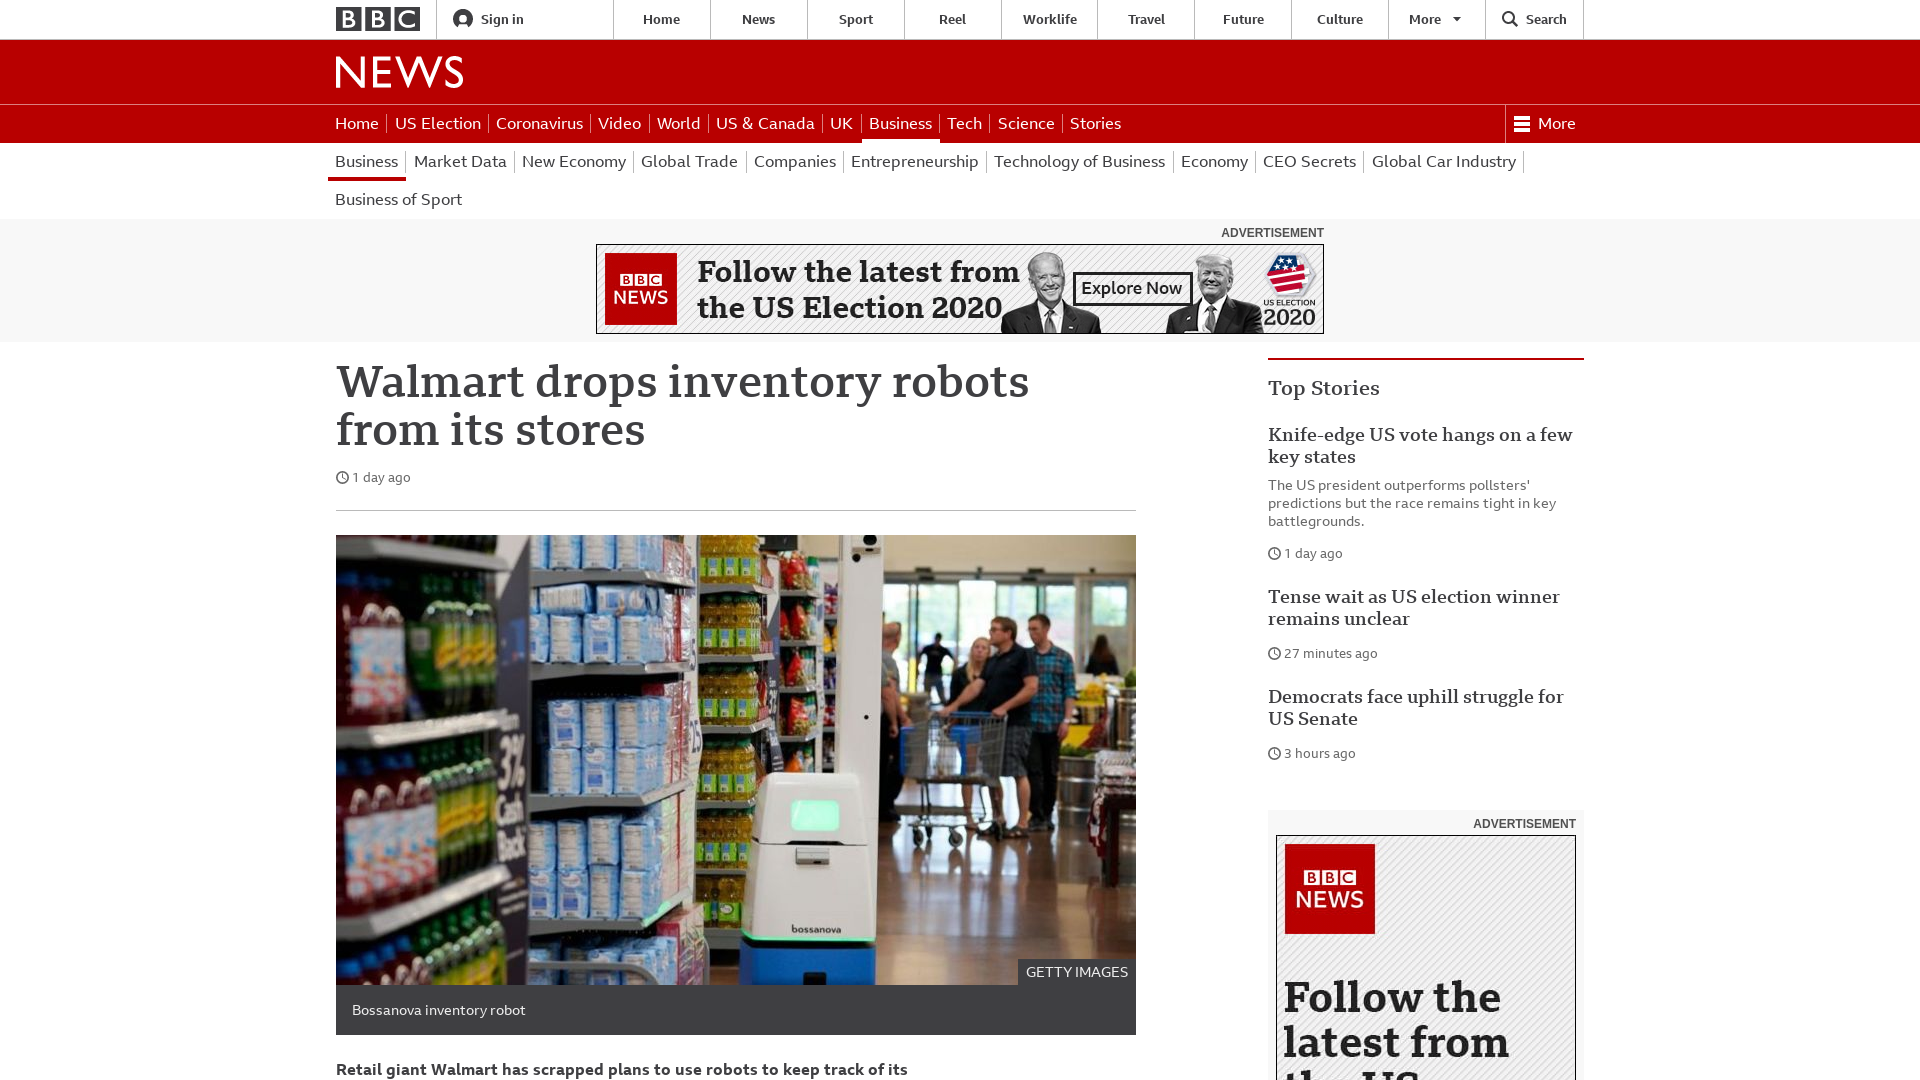 BBC
Sign in
Home
News
Sport
Reel
Worklife
Travel
Future
Culture
More
Search
NEWS
Home
US Election
Coronavirus
Video
World
US & Canada
UK
Business
Tech
Science
Stories
More
Business
Market Data
New Economy
Global Trade
Companies
Entrepreneurship
Technology of Business
Economy
CEO Secrets
Global Car Industry
Business of Sport
ADVERTISEMENT
BBC
NEWS
Follow the latest from
the US Election 2020
Explore Now
US ELECTION
2020
Walmart drops inventory robots
from its stores
1 day ago
3%
Cash
Back
bossanova
GETTY IMAGES
Bossanova inventory robot
Retail giant Walmart has scrapped plans to use robots to keep track of its
Top Stories
Knife-edge US vote hangs on a few
key states
The US president outperforms pollsters'
predictions but the race remains tight in key
battlegrounds.
1 day ago
Tense wait as US election winner
remains unclear
27 minutes ago
Democrats face uphill struggle for
US Senate
3 hours ago
ADVERTISEMENT
BBC
NEWS
Follow the
latest from
the US